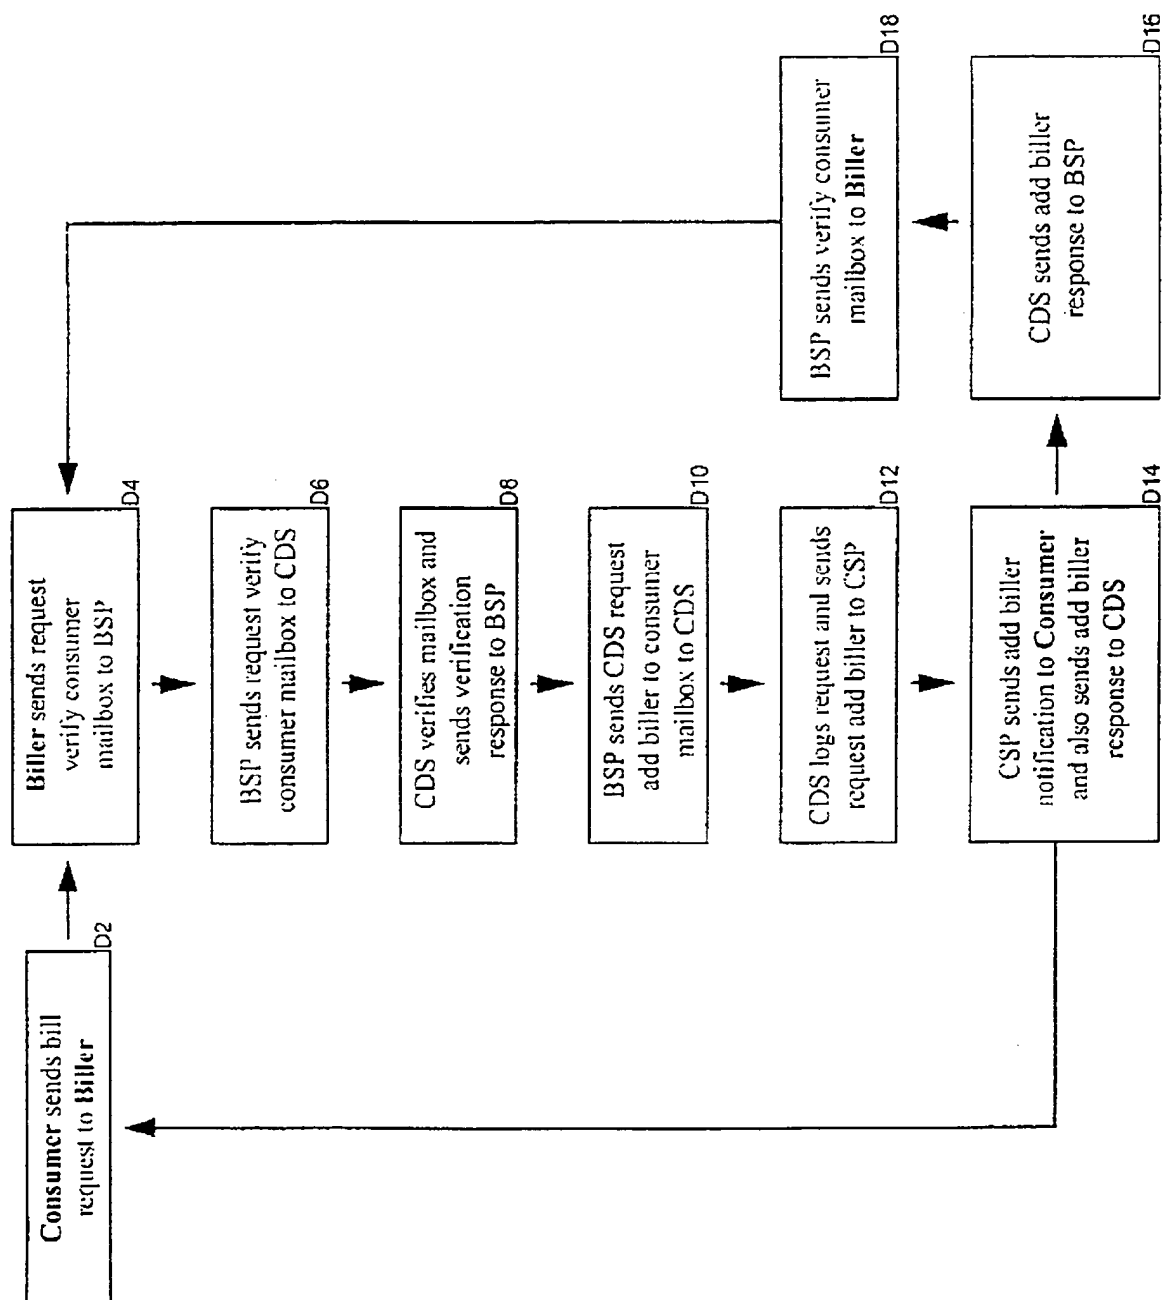 Consumer sends bill
request to Biller
D2
Biller sends request
verify consumer
mailbox to BSP
D4
BSP sends request verify
consumer mailbox to CDS
D6
CDS verifies mailbox and
sends verification
response to BSP
D8
BSP sends CDS request
add biller to consumer
mailbox to CDS
D10
CDS logs request and sends
request add biller to CSP
D12
CSP sends add biller
notification to Consumer
and also sends add biller
response to CDS
D14
CDS sends add biller
response to BSP
D16
BSP sends verify consumer
mailbox to Biller
D18